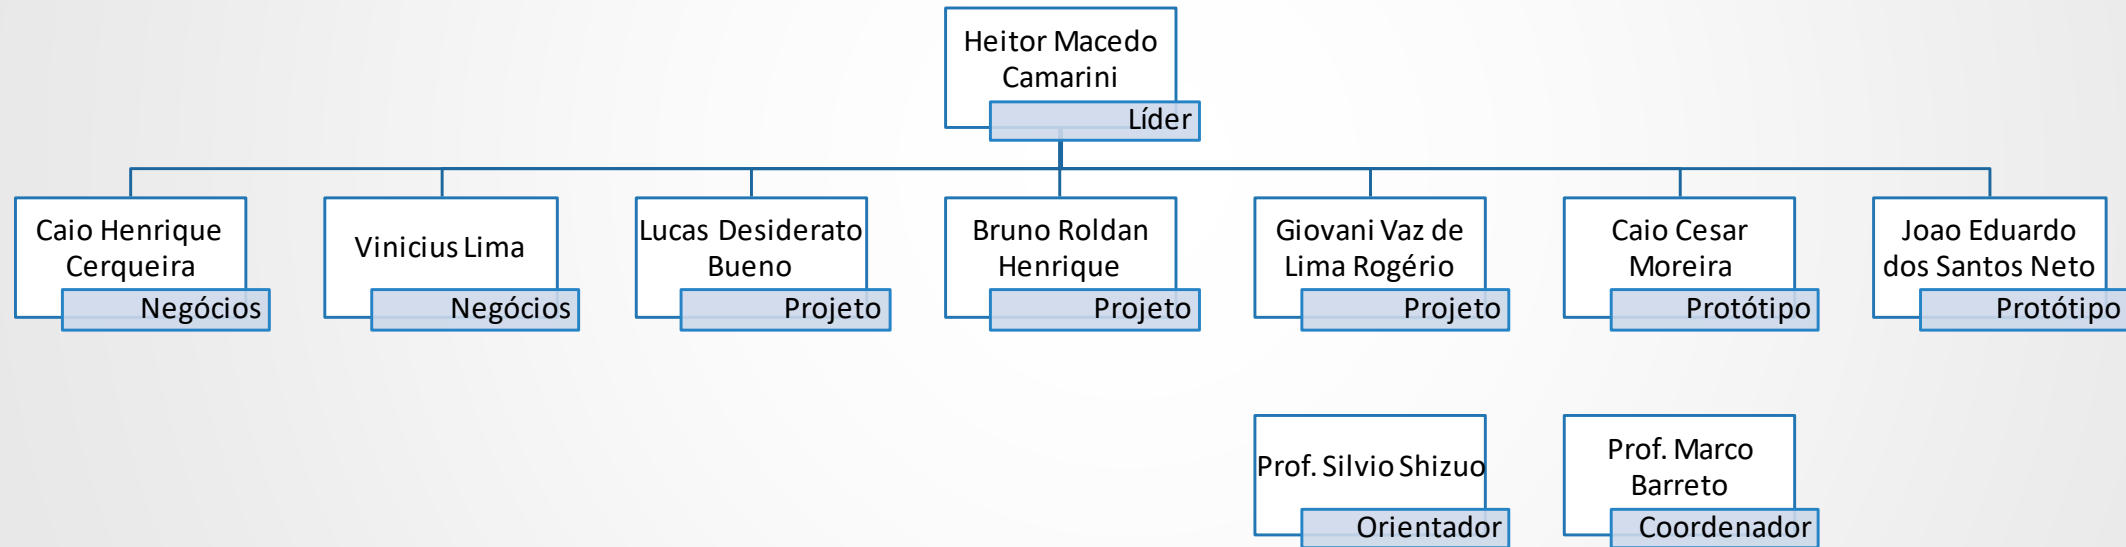 Heitor Macedo
Camarini
Líder
Caio Henrique
Cerqueira
Negócios
Vinicius Lima
Negócios
Lucas Desiderato
Bueno
Projeto
Bruno Roldan
Henrique
Projeto
Giovani Vaz de
Lima Rogério
Projeto
Caio Cesar
Moreira
Protótipo
Joao Eduardo
dos Santos Neto
Protótipo
Prof. Silvio Shizuo
Orientador
Prof. Marco
Barreto
Coordenador